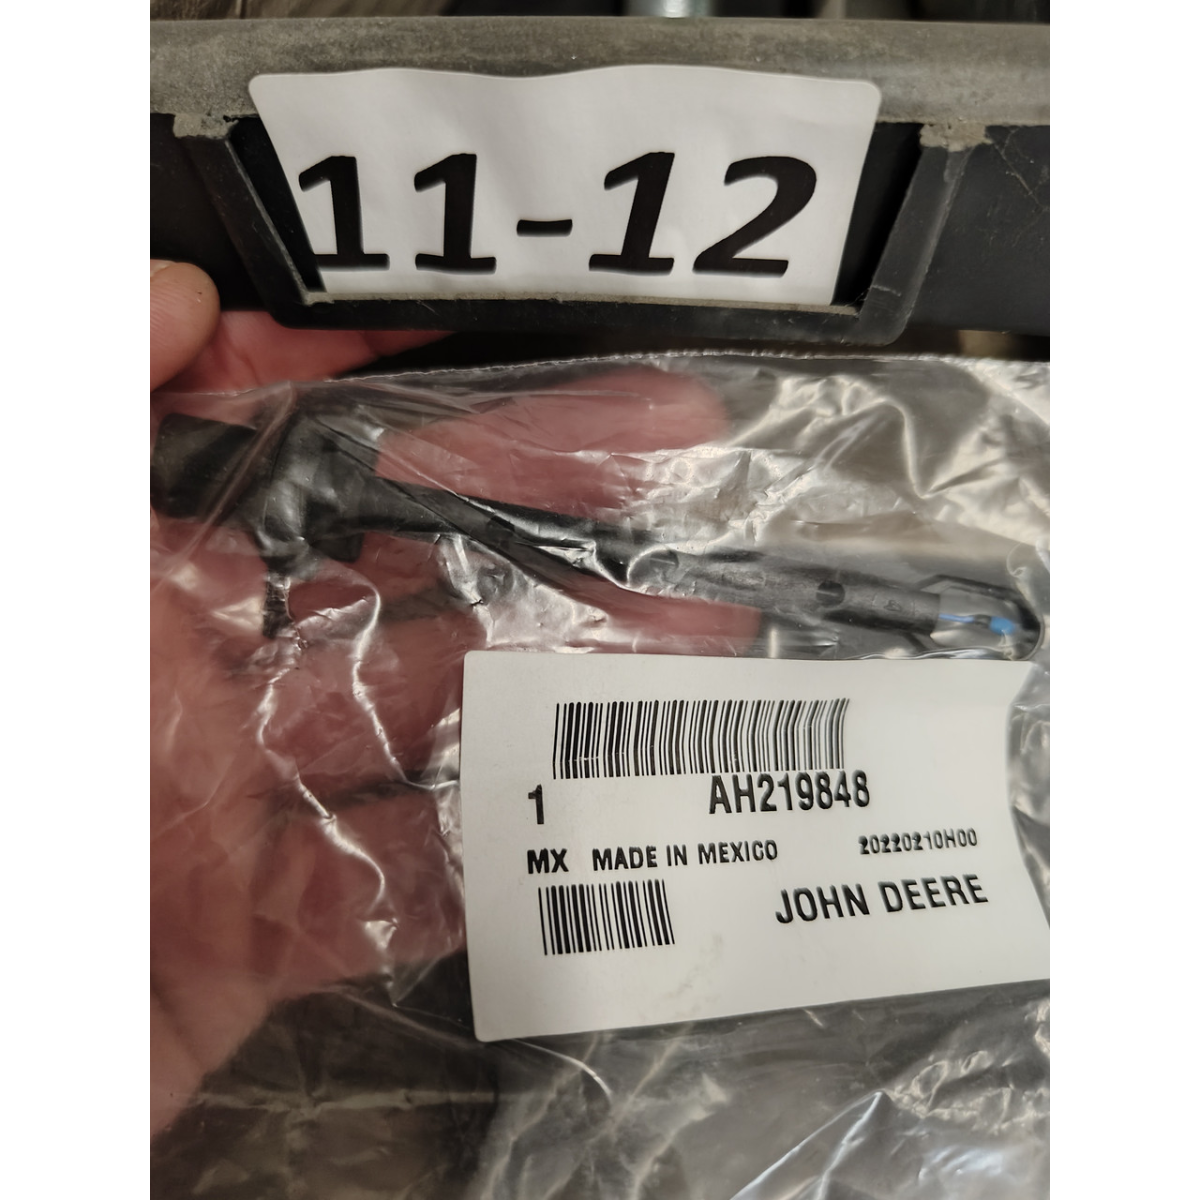 11-12
1 AH219848
MX MADE IN MEXICO 20220210H00
JOHN DEERE